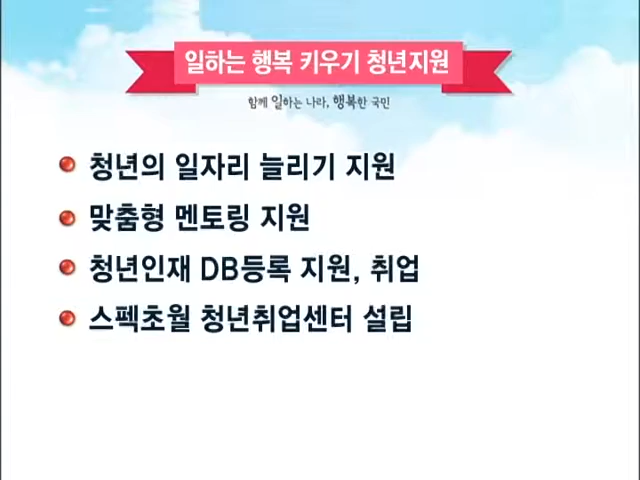 일하는 행복 키우기 청년지원
함께 일하는 나라, 행복한 국민
청년의 일자리 늘리기 지원
맞춤형 멘토링 지원
청년인재 DB등록 지원, 취업
스펙초월 청년취업센터 설립